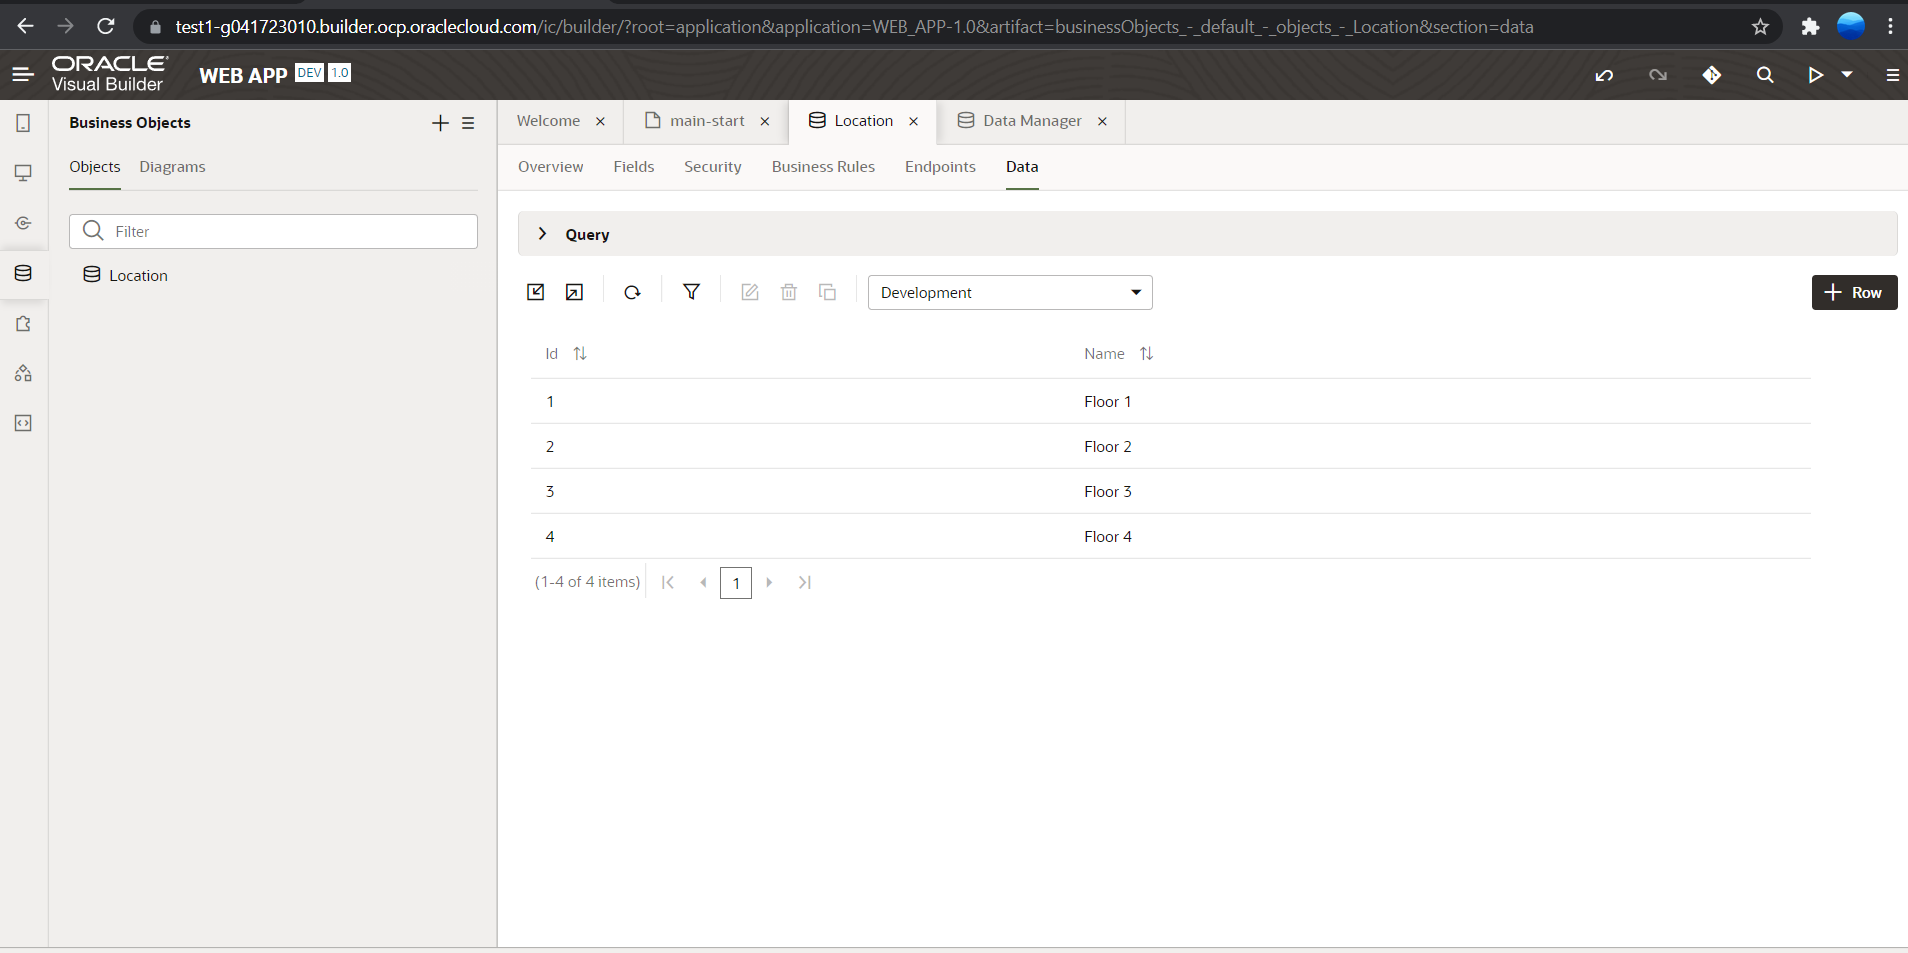 test1-g041723010.builder.ocp.oraclecloud.com/ic/builder/?root=application&application=WEB_APP-1.0&artifact=businessObjects_-_default_-_objects_-_Location&section=data
ORACLE
Visual Builder
WEB APP DEV 1.0
Business Objects
Objects Diagrams
Filter
Location
Welcome main-start Location Data Manager
Overview Fields Security Business Rules Endpoints Data
Query
Development
Row
Id Name
1 Floor 1
2 Floor 2
3 Floor 3
4 Floor 4
(1-4 of 4 items) 1